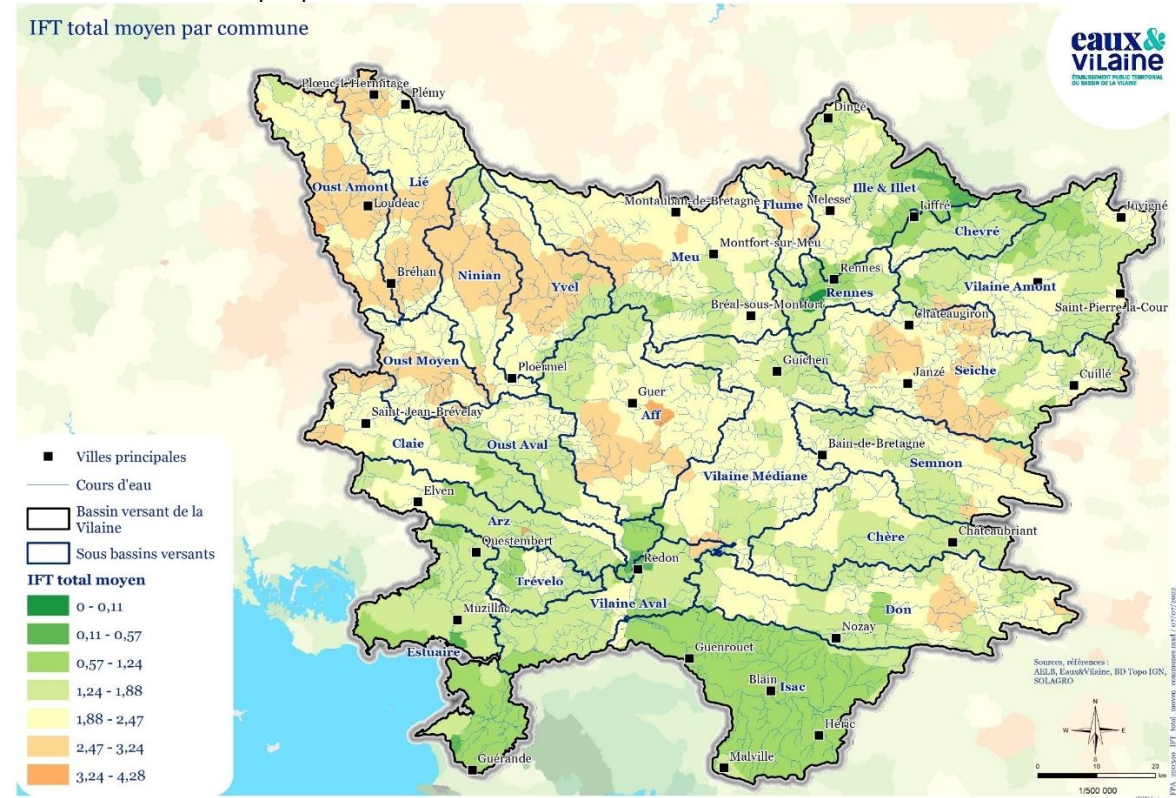 IFT total moyen par commune
eaux&
vilaine
ÉTABLISSEMENT PUBLIC TERRITORIAL
DU BASSIN DE LA VILAINE
Plœuc-L'Hermitage
Plémy
Dingé
Oust Amont
Lié
Loudéac
Ille & Illet
Montauban-de-Bretagne
Flume
Melesse
Liffré
Juvigné
Chevré
Montfort-sur-Meu
Bréhan
Ninian
Yvel
Meu
Rennes
Rennes
Vilaine Amont
Bréal-sous-Montfort
Saint-Pierre-la-Cour
Châteaugiron
Oust Moyen
Ploërmel
Guichen
Janzé
Seiche
Cuillé
Guer
Aff
Saint-Jean-Brévelay
Claie
Oust Aval
Bain-de-Bretagne
Semnon
Vilaine Médiane
Elven
Arz
Chère
Châteaubriant
Questembert
Redon
Trévelo
Vilaine Aval
Don
Muzillac
Nozay
Estuaire
Guenrouet
Blain
Isac
Héric
Guérande
Malville
Villes principales
Cours d'eau
Bassin versant de la
Vilaine
Sous bassins versants
IFT total moyen
0 - 0,11
0,11 - 0,57
0,57 - 1,24
1,24 - 1,88
1,88 - 2,47
2,47 - 3,24
3,24 - 4,28
Sources, références :
AELB, Eaux&Vilaine, BD Topo IGN,
SOLAGRO
N
W
E
S
0 10 20
km
1/500 000